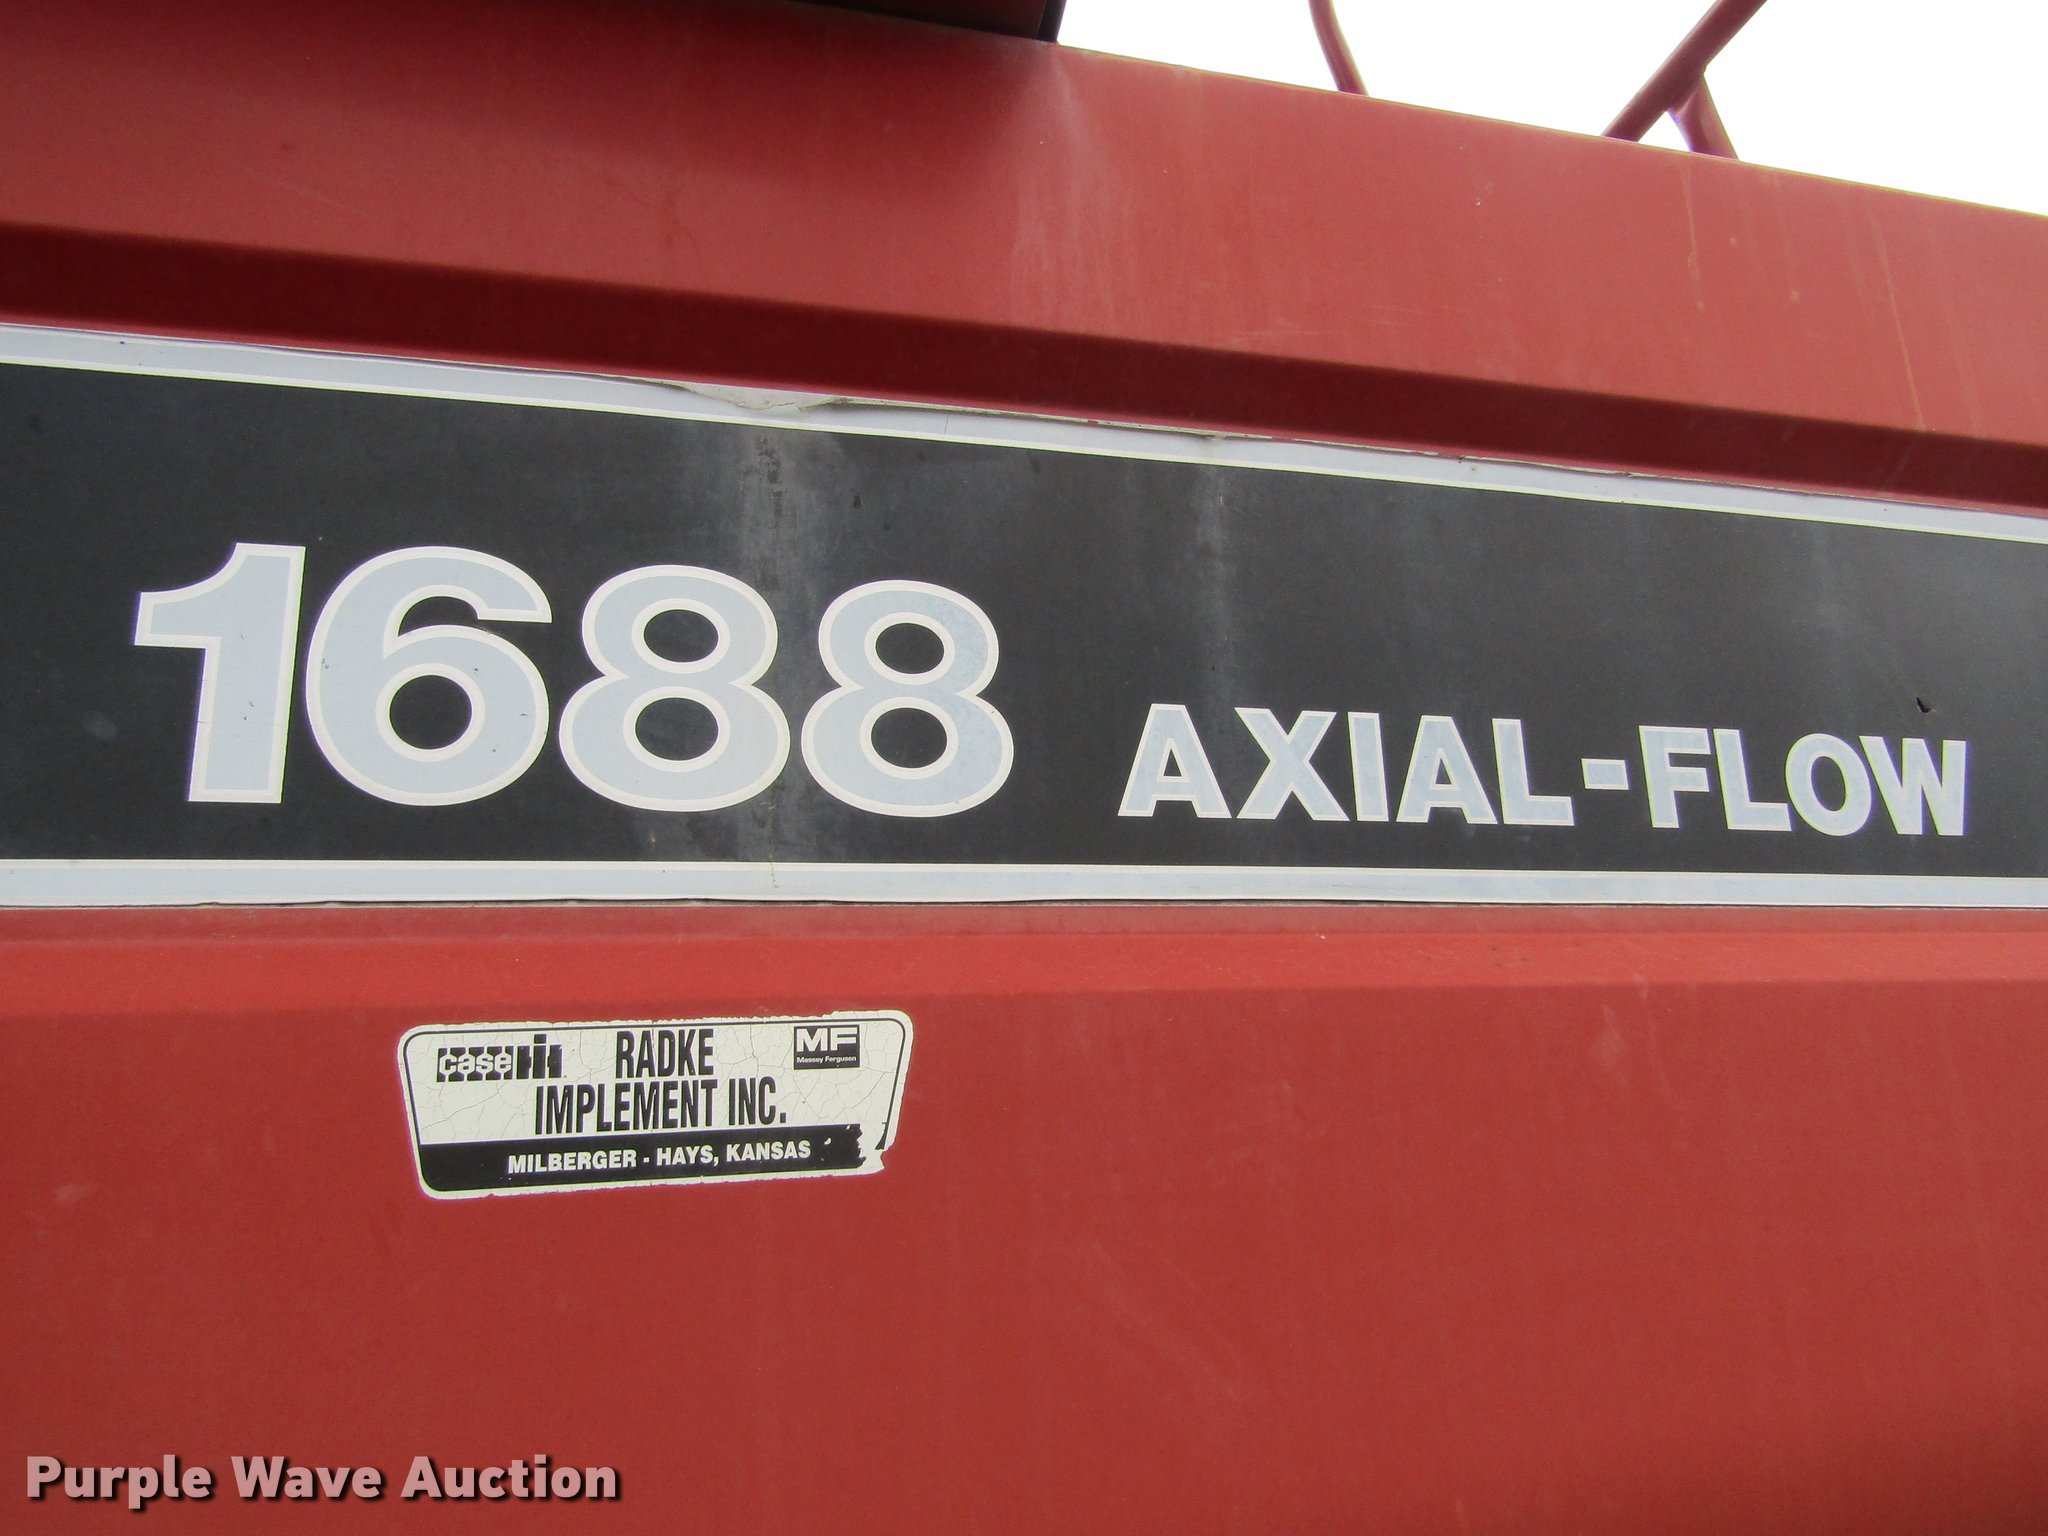 1688 AXIAL-FLOW
case IH RADKE MF
Massey Ferguson
IMPLEMENT INC.
MILBERGER - HAYS, KANSAS
Purple Wave Auction